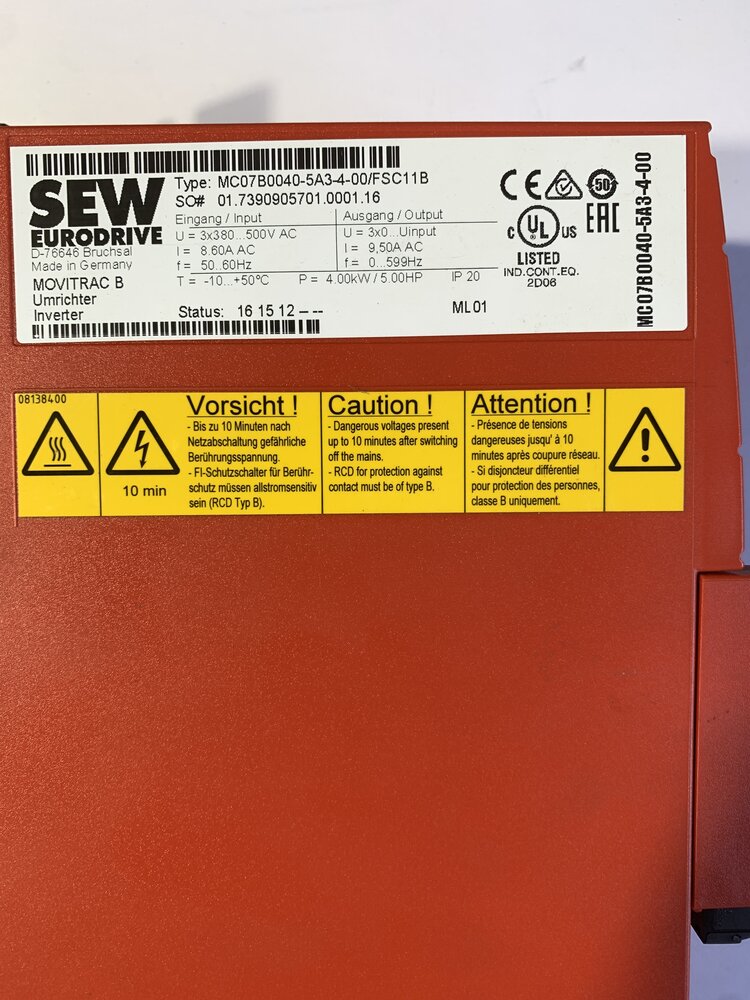 SEW
EURODRIVE
D-76646 Bruchsal
Made in Germany
MOVITRAC B
Umrichter
Inverter
Type: MC07B0040-5A3-4-00/FSC11B
SO# 01.7390905701.0001.16
Eingang / Input
U = 3x380...500V AC
I = 8.60A AC
f = 50...60Hz
T = -10...+50°C
Ausgang / Output
U = 3x0...Uinput
I = 9,50A AC
f = 0...599Hz
P = 4.00kW / 5.00HP
IP 20
Status: 16 15 12 -- --
ML 01
CE
50
c UL US
LISTED
IND.CONT.EQ.
2D06
EAC
MC07B0040-5A3-4-00
08138400
10 min
Vorsicht !
- Bis zu 10 Minuten nach
Netzabschaltung gefährliche
Berührungsspannung.
- FI-Schutzschalter für Berühr-
schutz müssen allstromsensitiv
sein (RCD Typ B).
Caution !
- Dangerous voltages present
up to 10 minutes after switching
off the mains.
- RCD for protection against
contact must be of type B.
Attention !
- Présence de tensions
dangereuses jusqu' à 10
minutes après coupure réseau.
- Si disjoncteur différentiel
pour protection des personnes,
classe B uniquement.